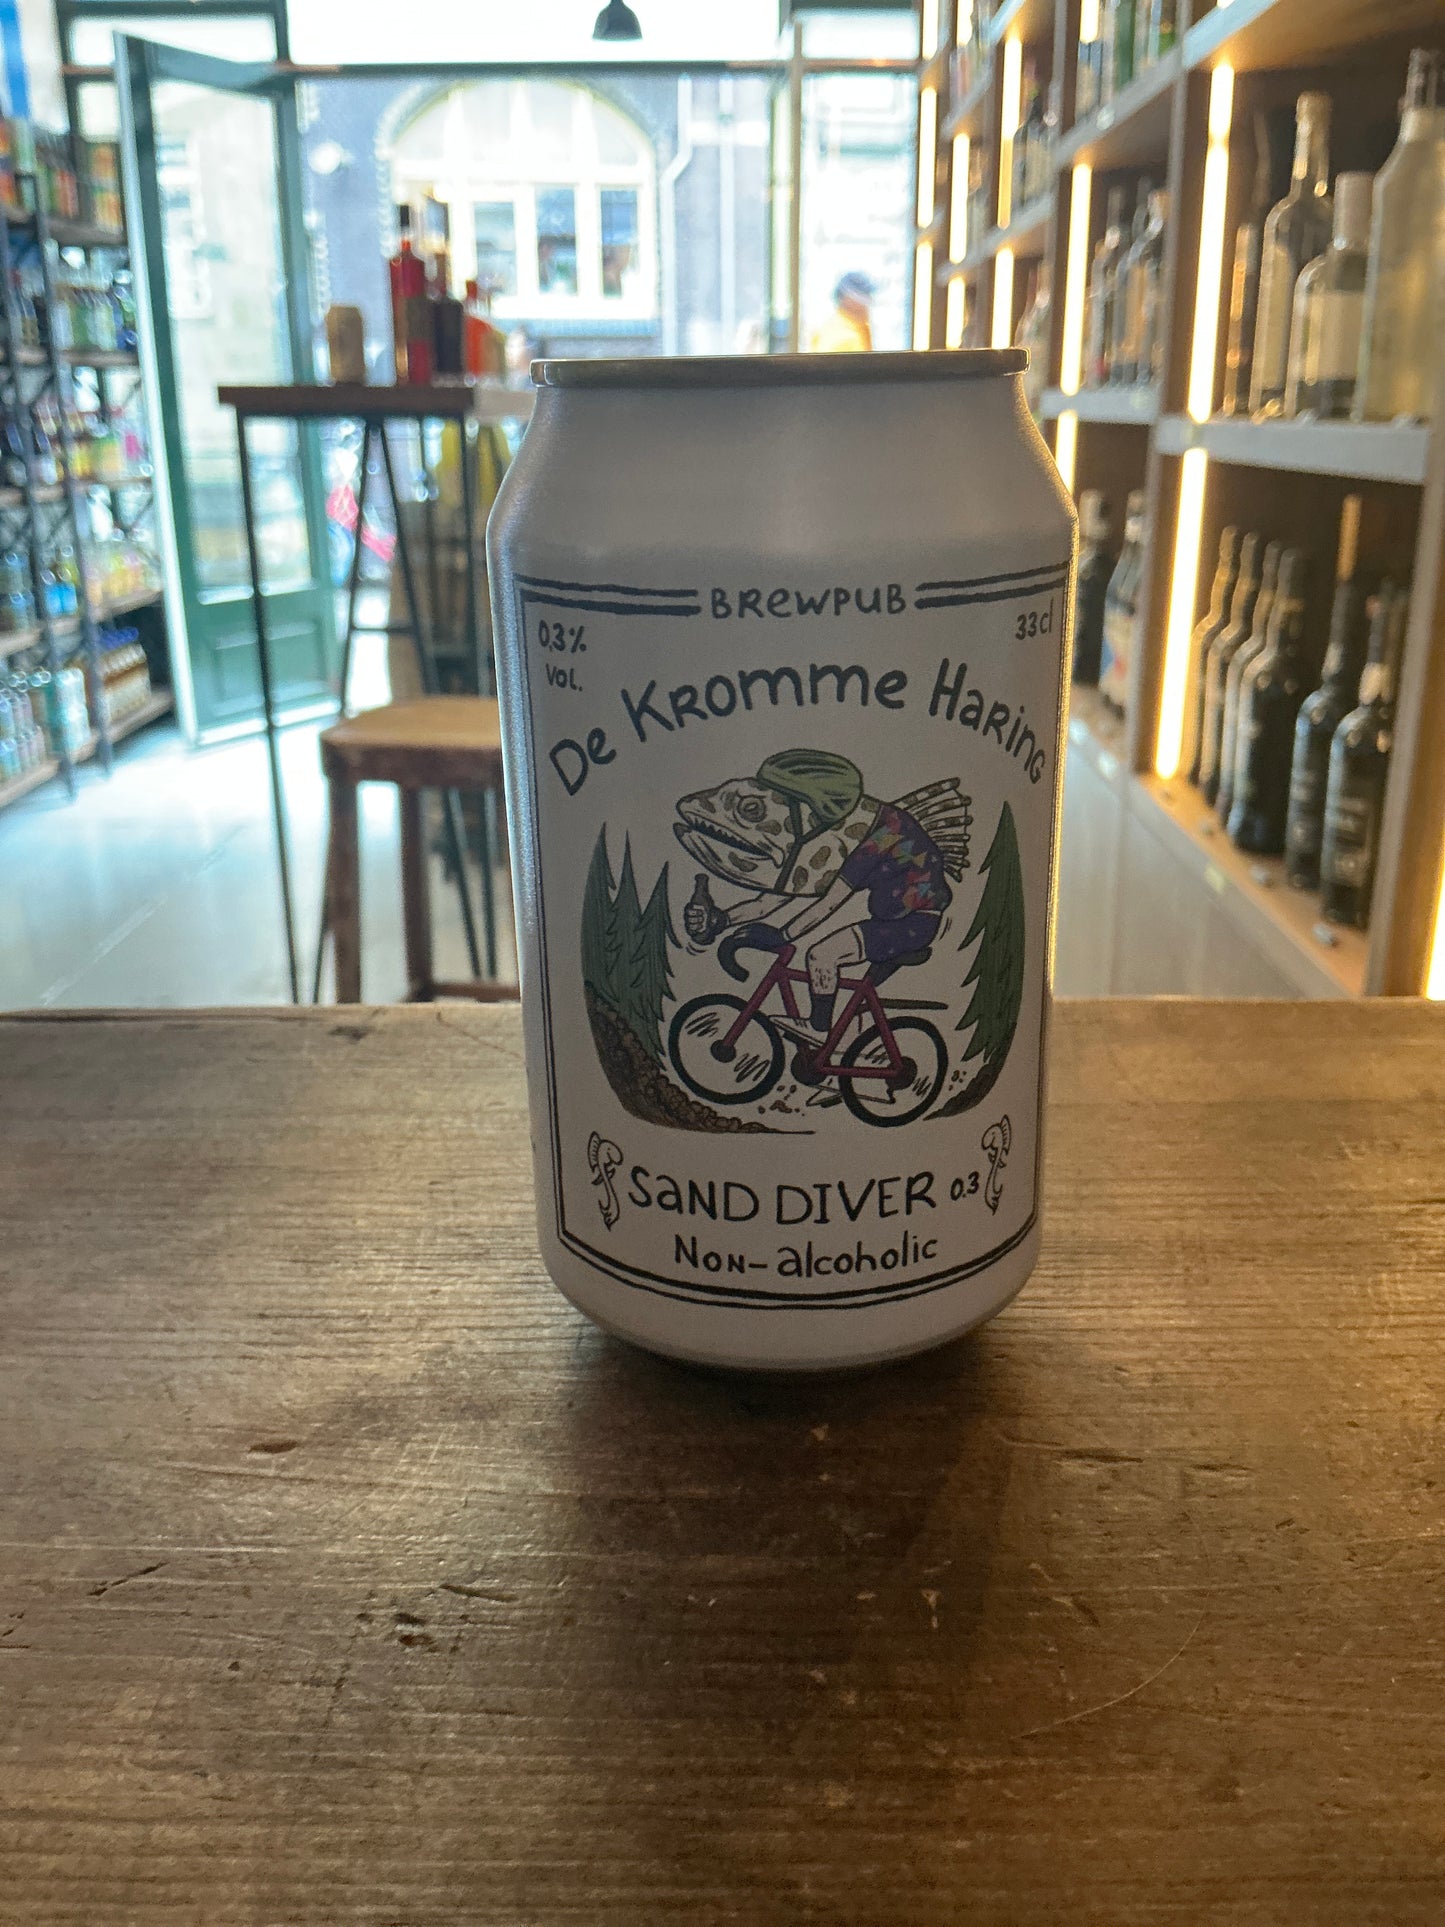 BREWPUB
0,3%
VOL.
33cl
De Kromme Haring
SAND DIVER 0.3
Non-alcoholic